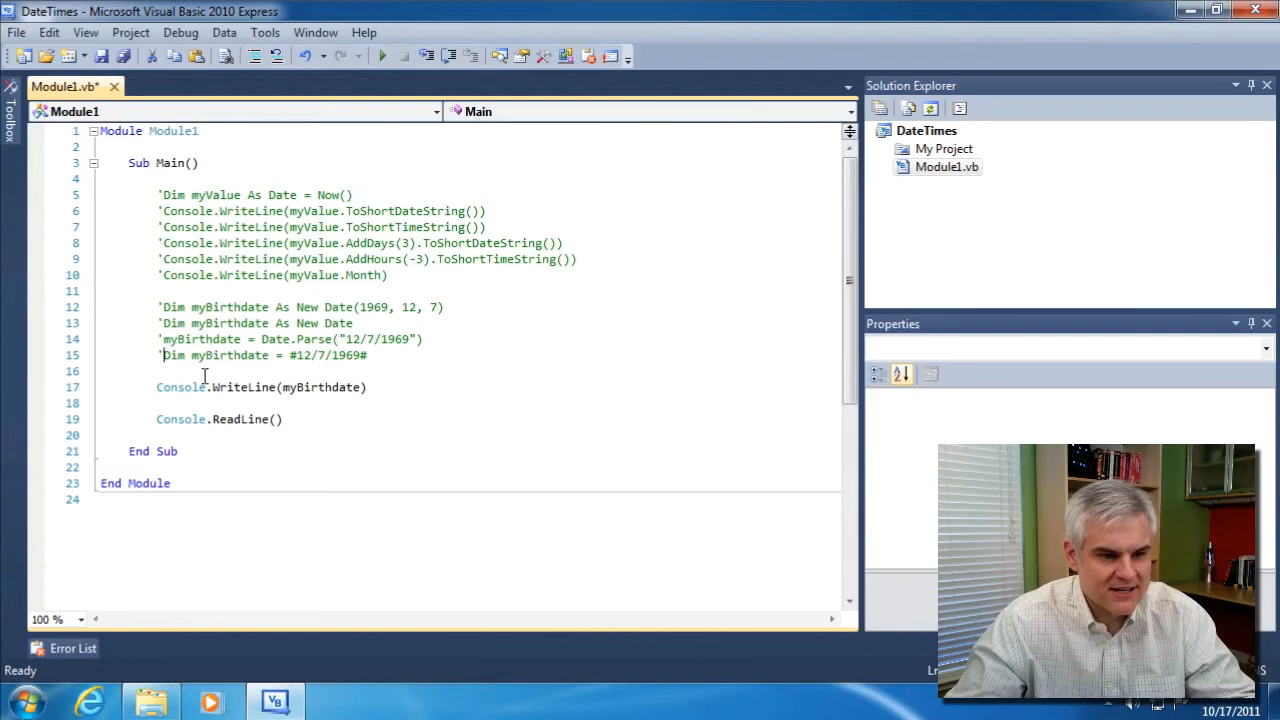 DateTimes - Microsoft Visual Basic 2010 Express
File Edit View Project Debug Data Tools Window Help
Toolbox
Module1.vb*
Module1
Main
1 Module Module1
2
3 Sub Main()
4
5 'Dim myValue As Date = Now()
6 'Console.WriteLine(myValue.ToShortDateString())
7 'Console.WriteLine(myValue.ToShortTimeString())
8 'Console.WriteLine(myValue.AddDays(3).ToShortDateString())
9 'Console.WriteLine(myValue.AddHours(-3).ToShortTimeString())
10 'Console.WriteLine(myValue.Month)
11
12 'Dim myBirthdate As New Date(1969, 12, 7)
13 'Dim myBirthdate As New Date
14 'myBirthdate = Date.Parse("12/7/1969")
15 'Dim myBirthdate = #12/7/1969#
16
17 Console.WriteLine(myBirthdate)
18
19 Console.ReadLine()
20
21 End Sub
22
23 End Module
24
100 %
Solution Explorer
DateTimes
My Project
Module1.vb
Properties
Error List
Ready
10/17/2011